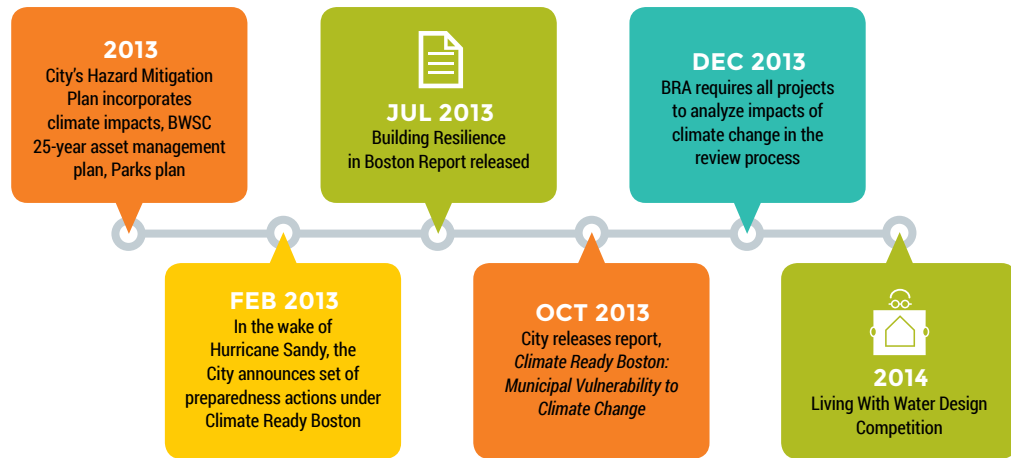 2013
City's Hazard Mitigation
Plan incorporates
climate impacts, BWSC
25-year asset management
plan, Parks plan
FEB 2013
In the wake of
Hurricane Sandy, the
City announces set of
preparedness actions under
Climate Ready Boston
JUL 2013
Building Resilience
in Boston Report released
OCT 2013
City releases report,
Climate Ready Boston:
Municipal Vulnerability to
Climate Change
DEC 2013
BRA requires all projects
to analyze impacts of
climate change in the
review process
2014
Living With Water Design
Competition